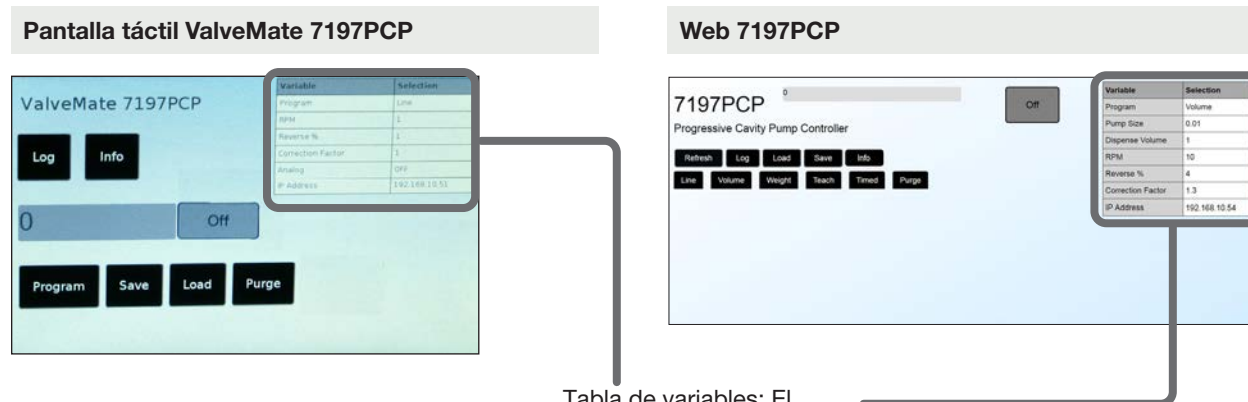 Pantalla táctil ValveMate 7197PCP
ValveMate 7197PCP
Log Info
0 Off
Program Save Load Purge
Variable Selection
Program Line
RPM 1
Reverse % 1
Correction Factor 1
Analog OFF
IP Address 192.168.10.51
Web 7197PCP
7197PCP
0
Off
Progressive Cavity Pump Controller
Refresh Log Load Save Info
Line Volume Weight Teach Timed Purge
Variable Selection
Program Volume
Pump Size 0.01
Dispense Volume 1
RPM 10
Reverse % 4
Correction Factor 1.3
IP Address 192.168.10.54
Tabla de variables: El